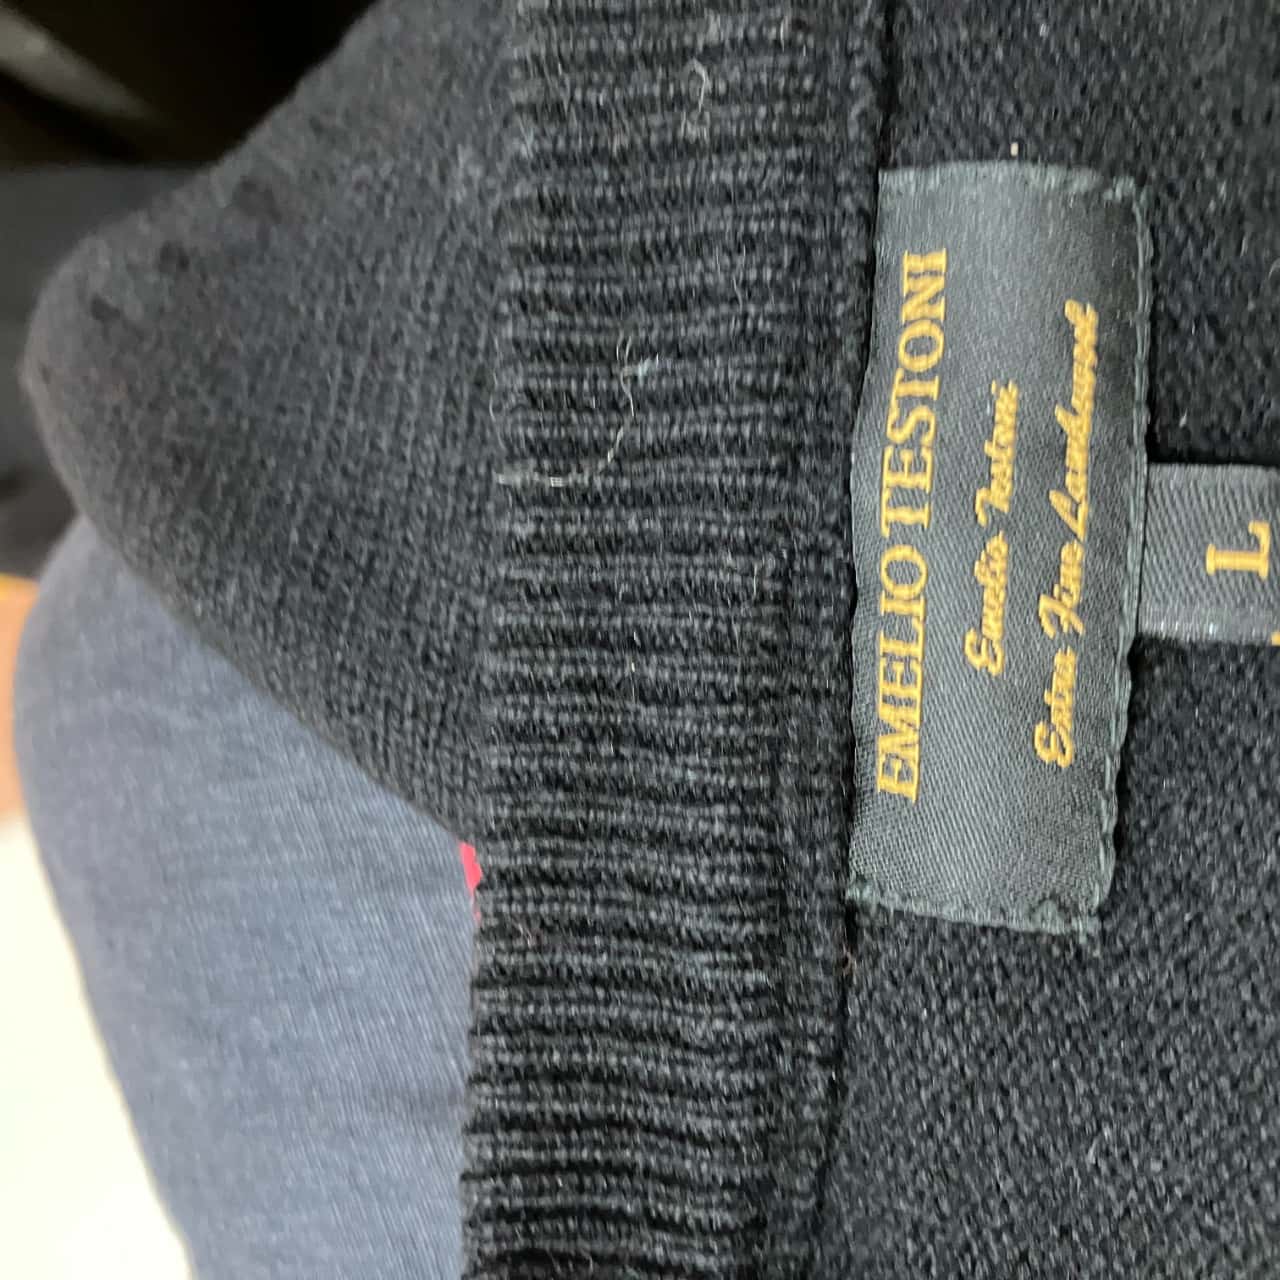 EMELIO TESTONI
Emelio Testoni
Extra Fine Lambswool
L